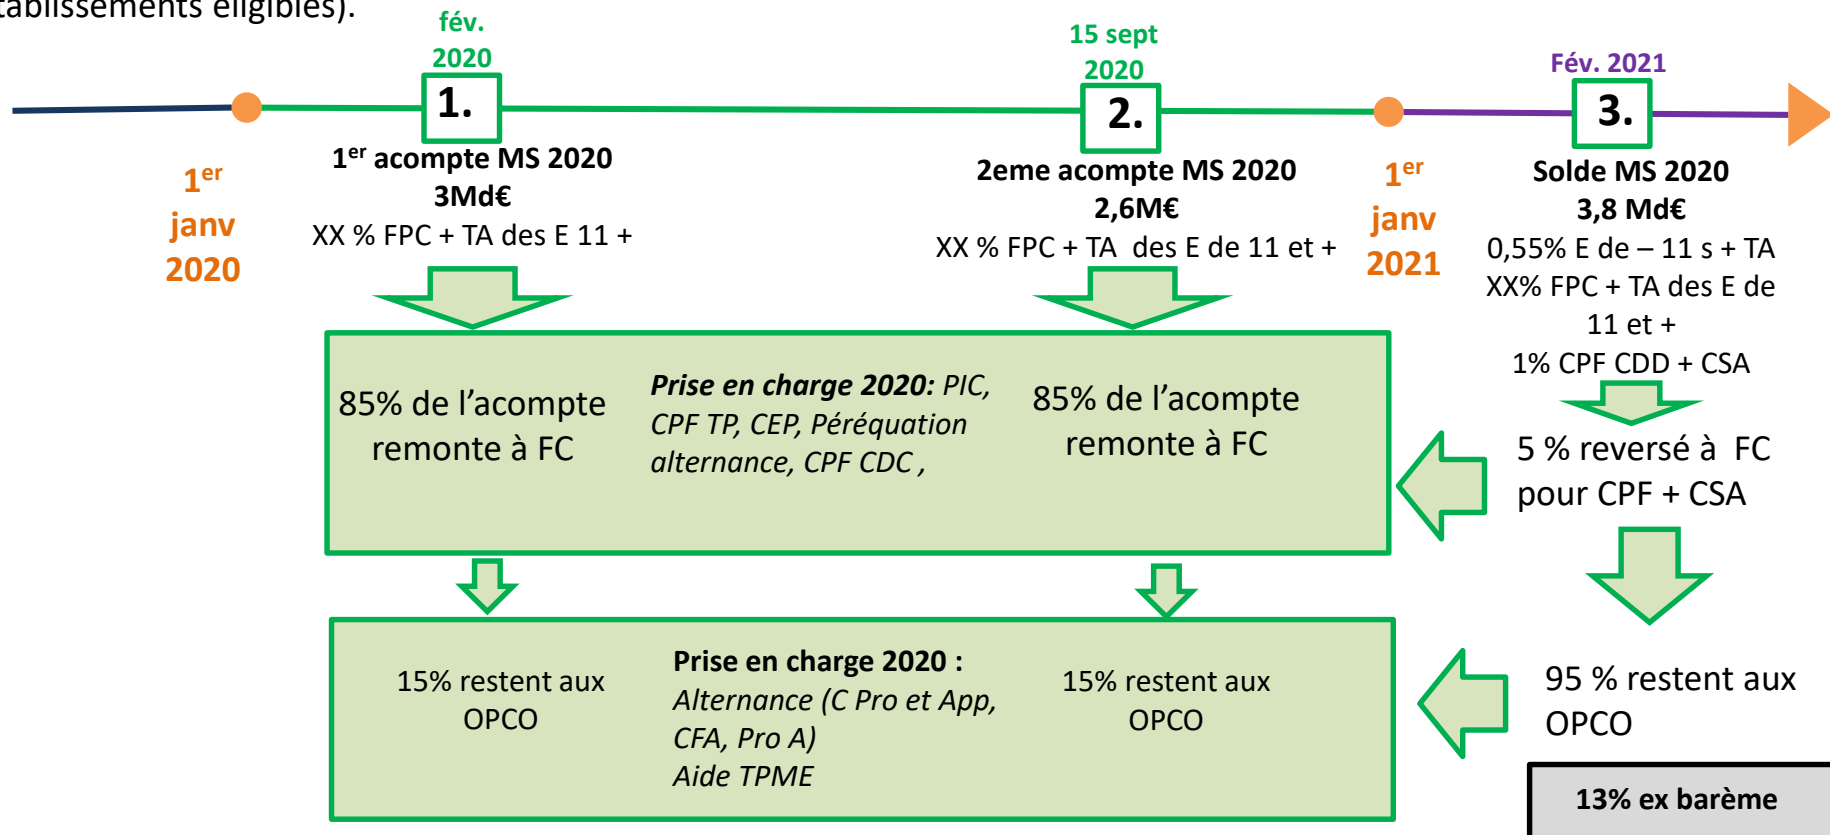 tablissements éligibles).
fév.
2020
15 sept
2020
Fév. 2021
1.
2.
3.
1er janv 2020
1er acompte MS 2020
3Md€
XX % FPC + TA des E 11 +
2eme acompte MS 2020
2,6M€
XX % FPC + TA des E de 11 et +
1er
janv
2021
Solde MS 2020
3,8 Md€
0,55% E de – 11 s + TA
XX% FPC + TA des E de
11 et +
1% CPF CDD + CSA
85% de l’acompte
remonte à FC
Prise en charge 2020: PIC,
CPF TP, CEP, Péréquation
alternance, CPF CDC ,
85% de l’acompte
remonte à FC
5 % reversé à FC
pour CPF + CSA
15% restent aux
OPCO
Prise en charge 2020 :
Alternance (C Pro et App,
CFA, Pro A)
Aide TPME
15% restent aux
OPCO
95 % restent aux
OPCO
13% ex barème